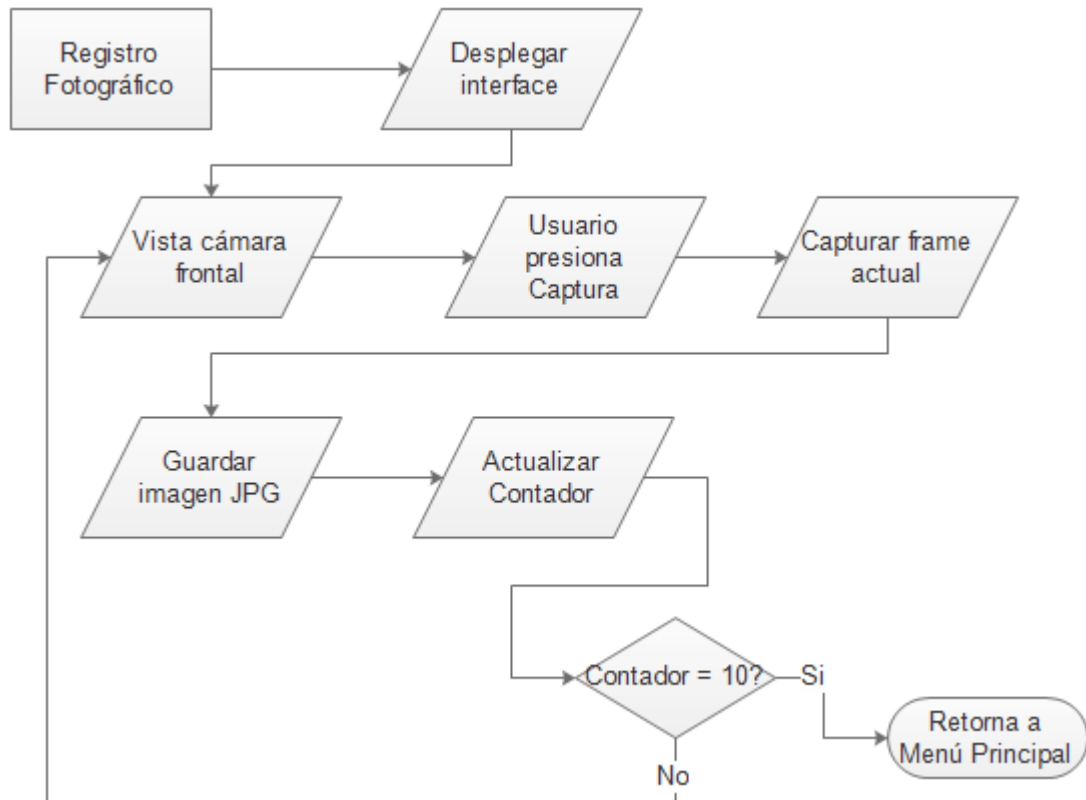 Registro
Fotográfico
Desplegar
interface
Vista cámara
frontal
Usuario
presiona
Captura
Capturar frame
actual
Guardar
imagen JPG
Actualizar
Contador
Contador = 10?
Si
Retorna a
Menú Principal
No